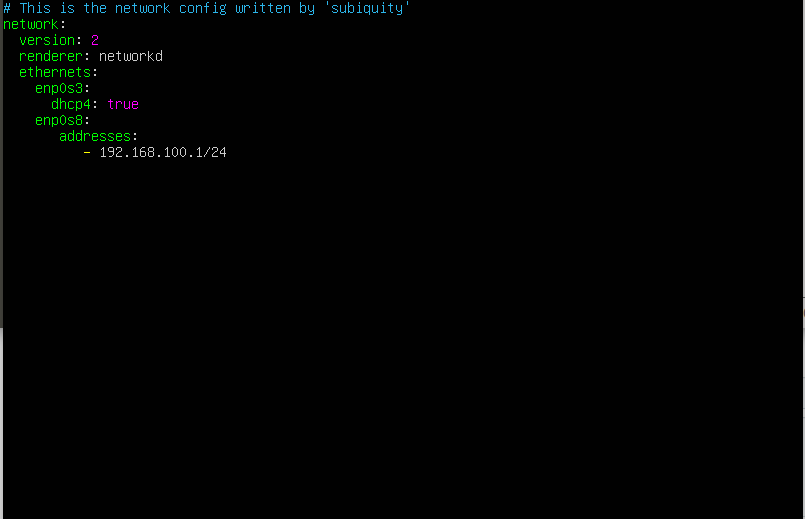 # This is the network config written by 'subiquity'
network:
  version: 2
  renderer: networkd
  ethernets:
    enp0s3:
      dhcp4: true
    enp0s8:
       addresses:
          - 192.168.100.1/24